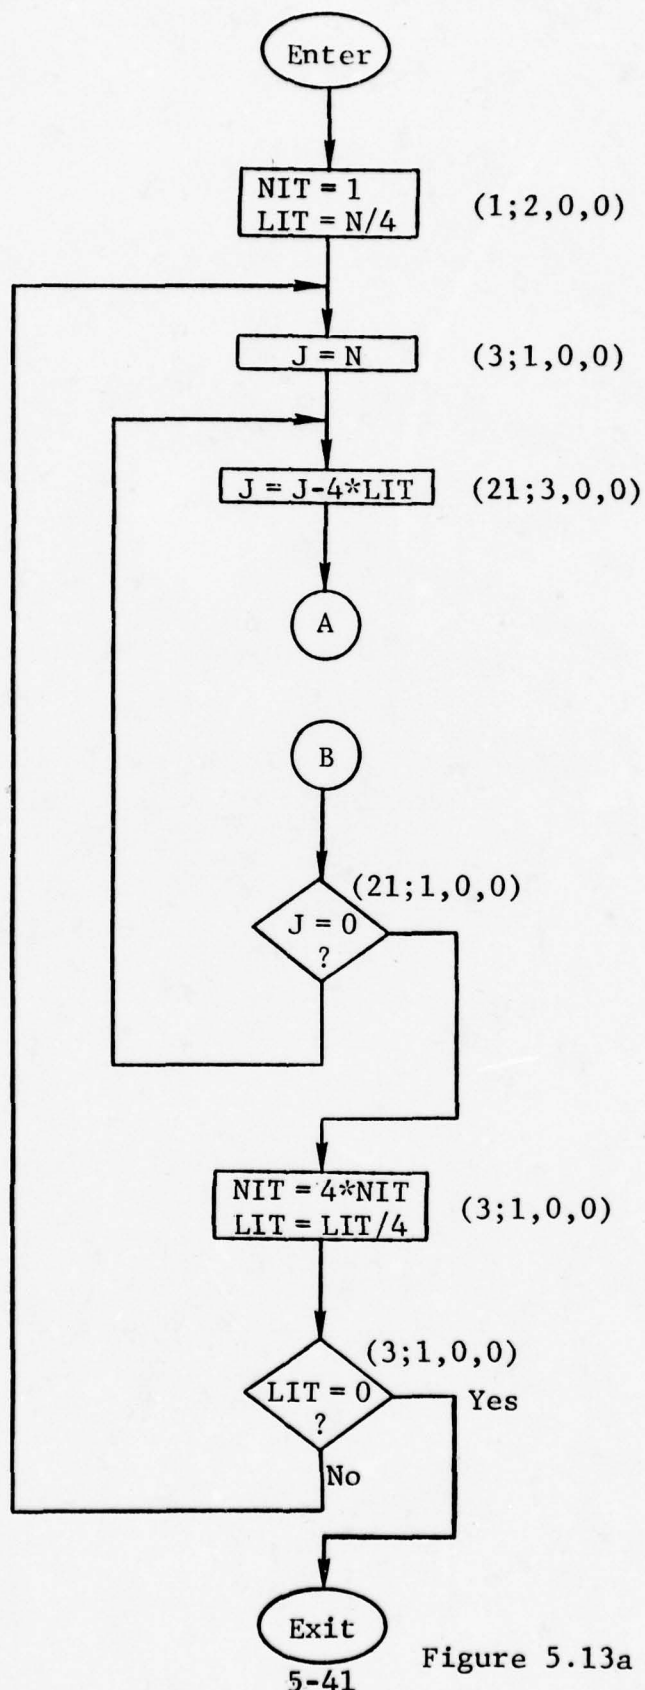 Enter
NIT = 1
LIT = N/4
(1;2,0,0)
J = N
(3;1,0,0)
J = J-4*LIT
(21;3,0,0)
A
B
(21;1,0,0)
J = 0
?
NIT = 4*NIT
LIT = LIT/4
(3;1,0,0)
(3;1,0,0)
LIT = 0
?
Yes
No
Exit
5-41
Figure 5.13a